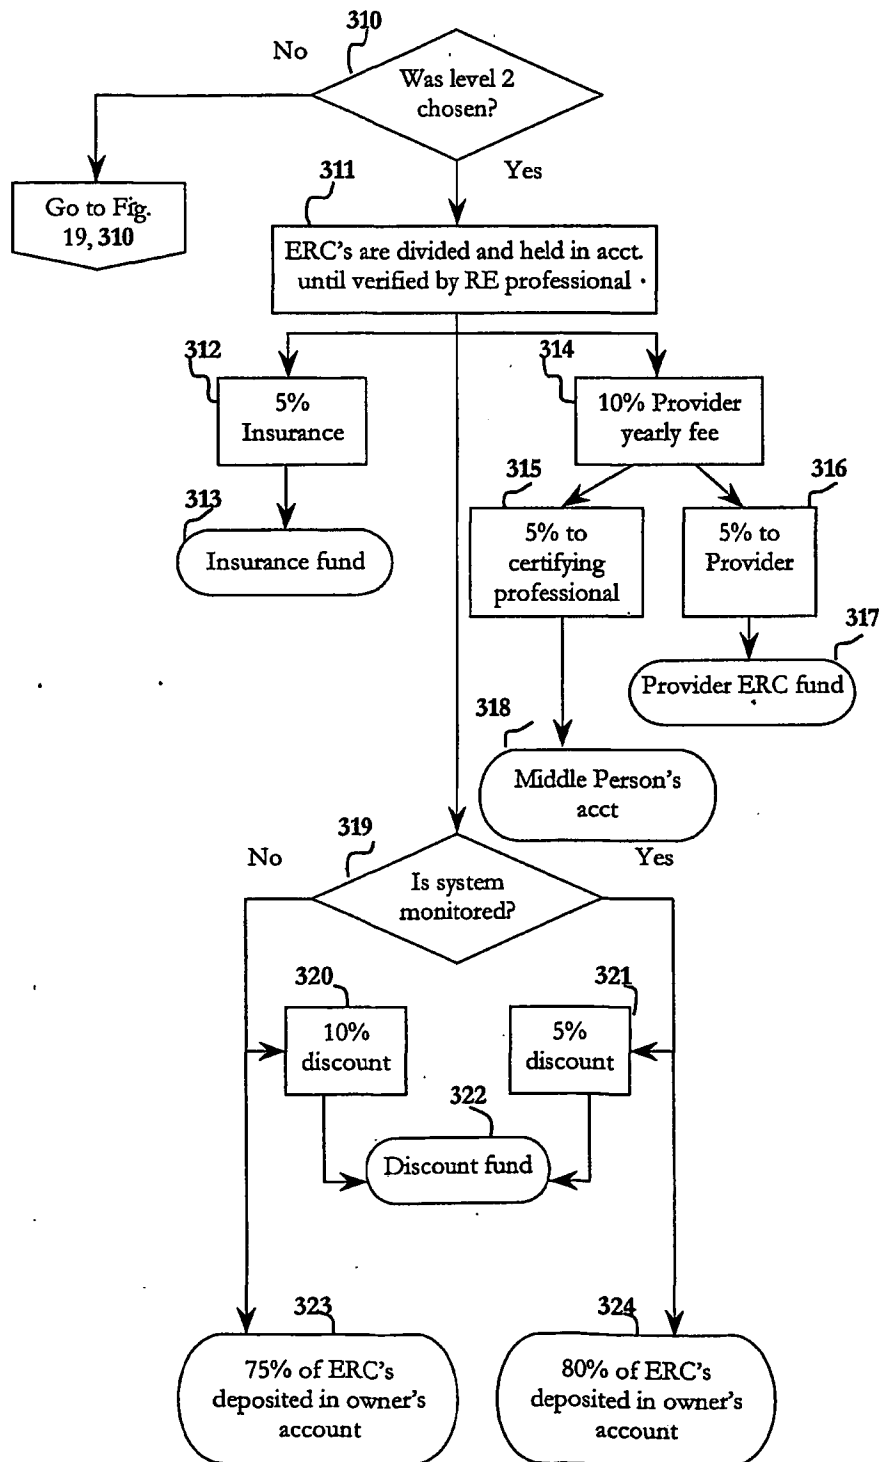 310
No
Was level 2
chosen?
Yes
Go to Fig.
19, 310
311
ERC's are divided and held in acct.
until verified by RE professional
312
5%
Insurance
314
10% Provider
yearly fee
313
Insurance fund
315
5% to
certifying
professional
316
5% to
Provider
317
Provider ERC fund
318
Middle Person's
acct
319
No
Yes
Is system
monitored?
320
10%
discount
321
5%
discount
322
Discount fund
323
75% of ERC's
deposited in owner's
account
324
80% of ERC's
deposited in owner's
account